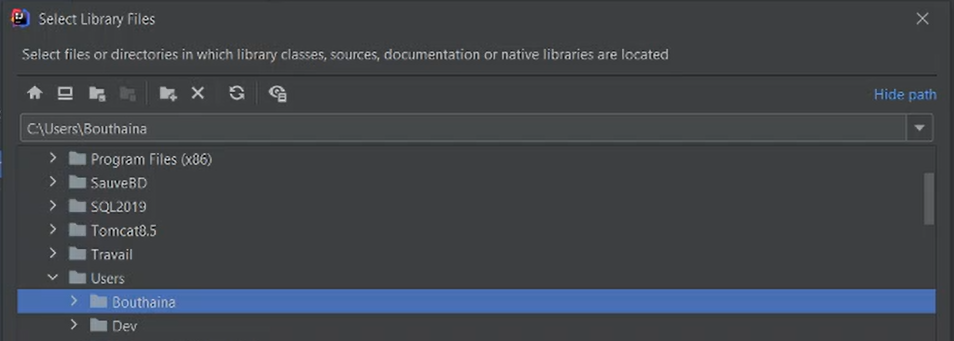 Select Library Files
Select files or directories in which library classes, sources, documentation or native libraries are located
Hide path
C:\Users\Bouthaina
Program Files (x86)
SauveBD
SQL2019
Tomcat8.5
Travail
Users
Bouthaina
Dev